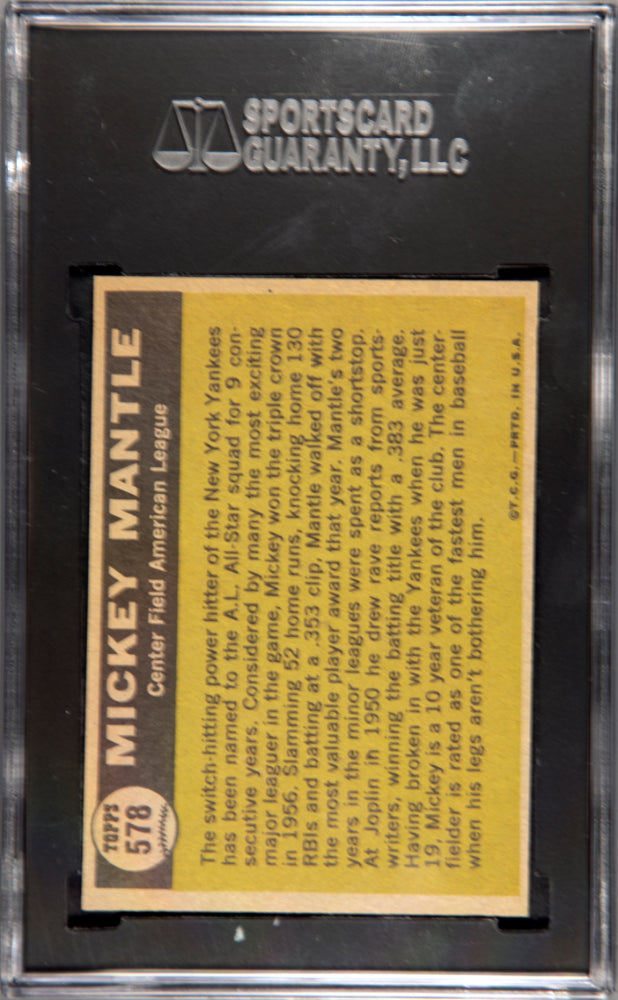 SPORTSCARD
GUARANTY, LLC
TOPPS
578
MICKEY MANTLE
Center Field American League
The switch-hitting power hitter of the New York Yankees
has been named to the A.L. All-Star squad for 9 con-
secutive years. Considered by many the most exciting
major leaguer in the game, Mickey won the triple crown
in 1956. Slamming 52 home runs, knocking home 130
RBIs and batting at a .353 clip, Mantle walked off with
the most valuable player award that year. Mantle's two
years in the minor leagues were spent as a shortstop.
At Joplin in 1950 he drew rave reports from sports-
writers, winning the batting title with a .383 average.
Having broken in with the Yankees when he was just
19, Mickey is a 10 year veteran of the club. The center-
fielder is rated as one of the fastest men in baseball
when his legs aren't bothering him.
©T.C.G.—PRTD. IN U.S.A.